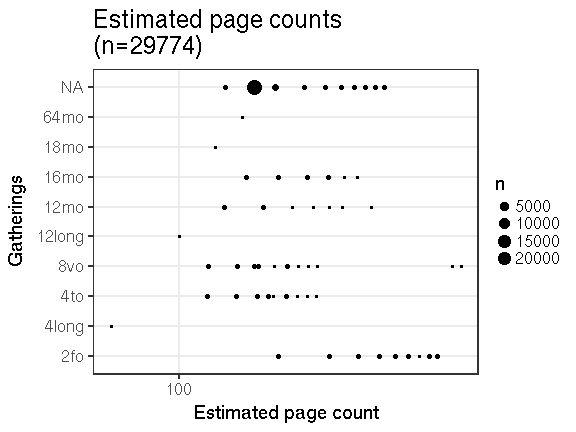 Estimated page counts
(n=29774)
NA
64mo
18mo
16mo
12mo
12long
8vo
4to
4long
2fo
Gatherings
100
Estimated page count
n
5000
10000
15000
20000